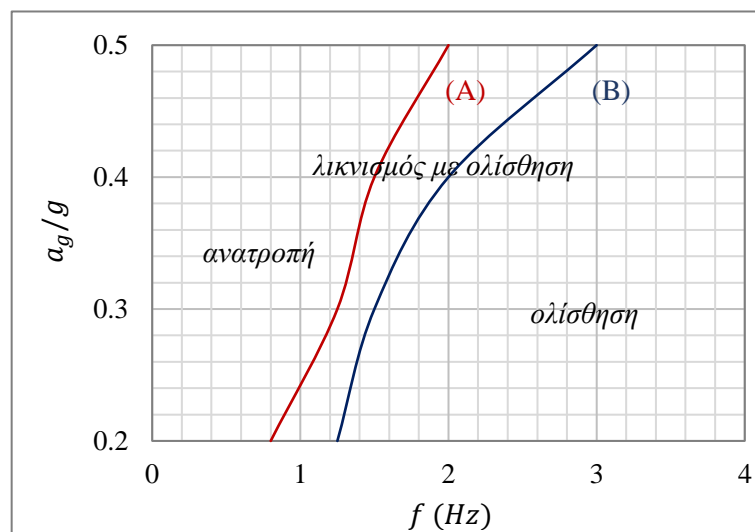 0.5
(A)
(B)
λικνισμός με ολίσθηση
0.4
a_g/g
ανατροπή
0.3
ολίσθηση
0.2
0 1 2 3 4
f (Hz)